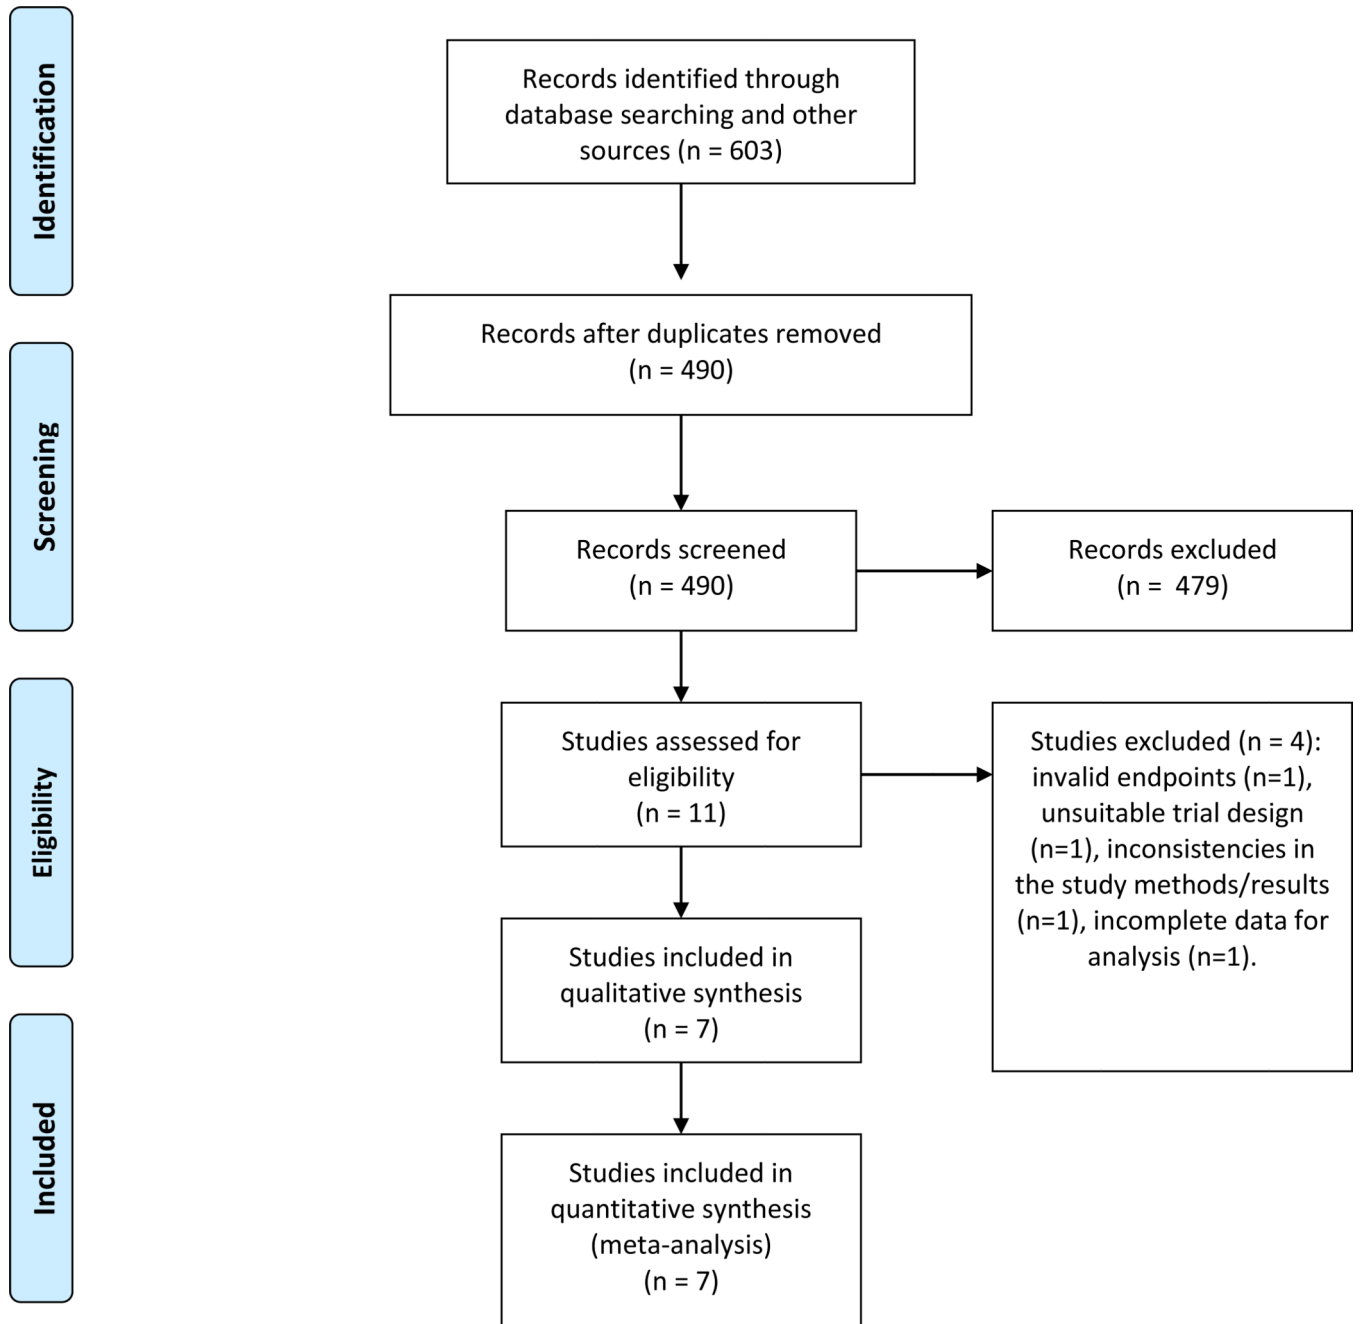 Identification
Records identified through
database searching and other
sources (n = 603)
Records after duplicates removed
(n = 490)
Screening
Records screened
(n = 490)
Records excluded
(n =  479)
Eligibility
Studies assessed for
eligibility
(n = 11)
Studies excluded (n = 4):
invalid endpoints (n=1),
unsuitable trial design
(n=1), inconsistencies in
the study methods/results
(n=1), incomplete data for
analysis (n=1).
Studies included in
qualitative synthesis
(n = 7)
Included
Studies included in
quantitative synthesis
(meta-analysis)
(n = 7)